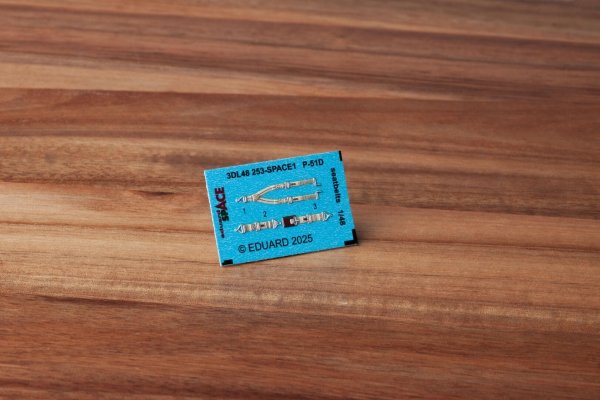 3DL48 253-SPACE1 P-51D
seatbelts 1/48
SPACE
1 2 3
© EDUARD 2025